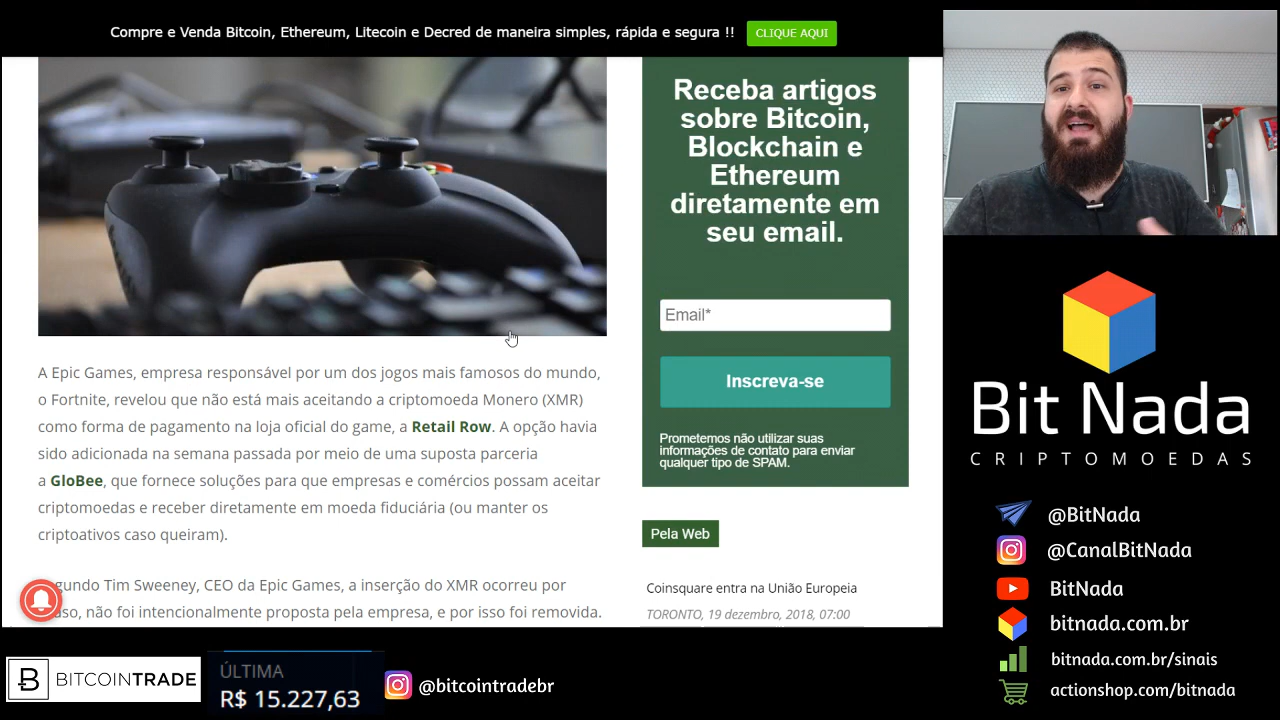 Compre e Venda Bitcoin, Ethereum, Litecoin e Decred de maneira simples, rápida e segura !!
CLIQUE AQUI
Receba artigos
sobre Bitcoin,
Blockchain e
Ethereum
diretamente em
seu email.
Email*
Inscreva-se
Prometemos não utilizar suas
informações de contato para enviar
qualquer tipo de SPAM.
A Epic Games, empresa responsável por um dos jogos mais famosos do mundo,
o Fortnite, revelou que não está mais aceitando a criptomoeda Monero (XMR)
como forma de pagamento na loja oficial do game, a Retail Row. A opção havia
sido adicionada na semana passada por meio de uma suposta parceria
a GloBee, que fornece soluções para que empresas e comércios possam aceitar
criptomoedas e receber diretamente em moeda fiduciária (ou manter os
criptoativos caso queiram).
Tim Sweeney, CEO da Epic Games, a inserção do XMR ocorreu por
não foi intencionalmente proposta pela empresa, e por isso foi removida.
Pela Web
Coinsquare entra na União Europeia
TORONTO, 19 dezembro, 2018, 07:00
Bit Nada
CRIPTOMOEDAS
@BitNada
@CanalBitNada
BitNada
bitnada.com.br
bitnada.com.br/sinais
actionshop.com/bitnada
BITCOINTRADE
ÚLTIMA
R$ 15.227,63
@bitcointradebr